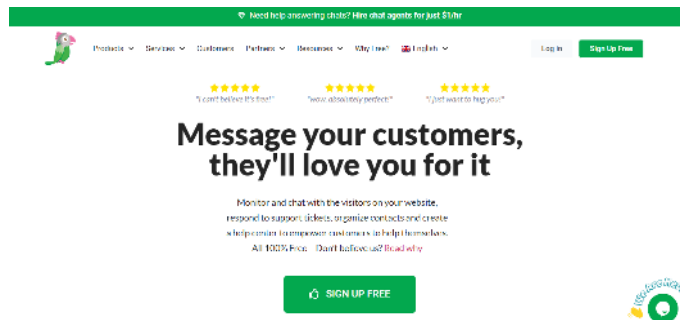 Need help answering chats? Hire chat agents for just $1/hr
Products Services Customers Partners Resources Why Free? English Log in Sign Up Free
"I can't believe it's free!" "wow, absolutely perfect!" "I just want to hug you!"
Message your customers,
they'll love you for it
Monitor and chat with the visitors on your website,
respond to support tickets, organize contacts and create
a help center to empower customers to help themselves.
All 100% Free Don't believe us? Read why
SIGN UP FREE
We Are Here!